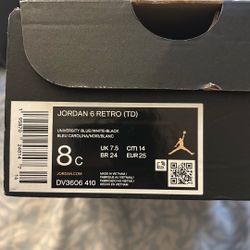 JORDAN 6 RETRO (TD)
UNIVERSITY BLUE/WHITE-BLACK
BLEU CAROLINA/NOIR/BLANC
8 C
UK 7.5 CM 14
BR 24 EUR 25
JORDAN.COM
MADE IN VIETNAM
DV3606 410